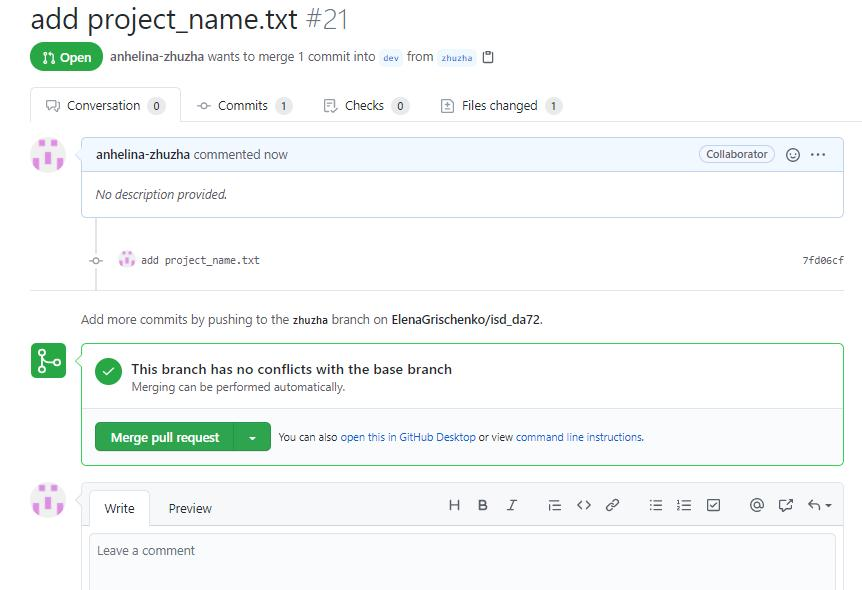 add project_name.txt #21
Open anhelina-zhuzha wants to merge 1 commit into dev from zhuzha
Conversation 0 Commits 1 Checks 0 Files changed 1
anhelina-zhuzha commented now Collaborator
No description provided.
add project_name.txt 7fd06cf
Add more commits by pushing to the zhuzha branch on ElenaGrischenko/isd_da72.
This branch has no conflicts with the base branch
Merging can be performed automatically.
Merge pull request You can also open this in GitHub Desktop or view command line instructions.
Write Preview
Leave a comment